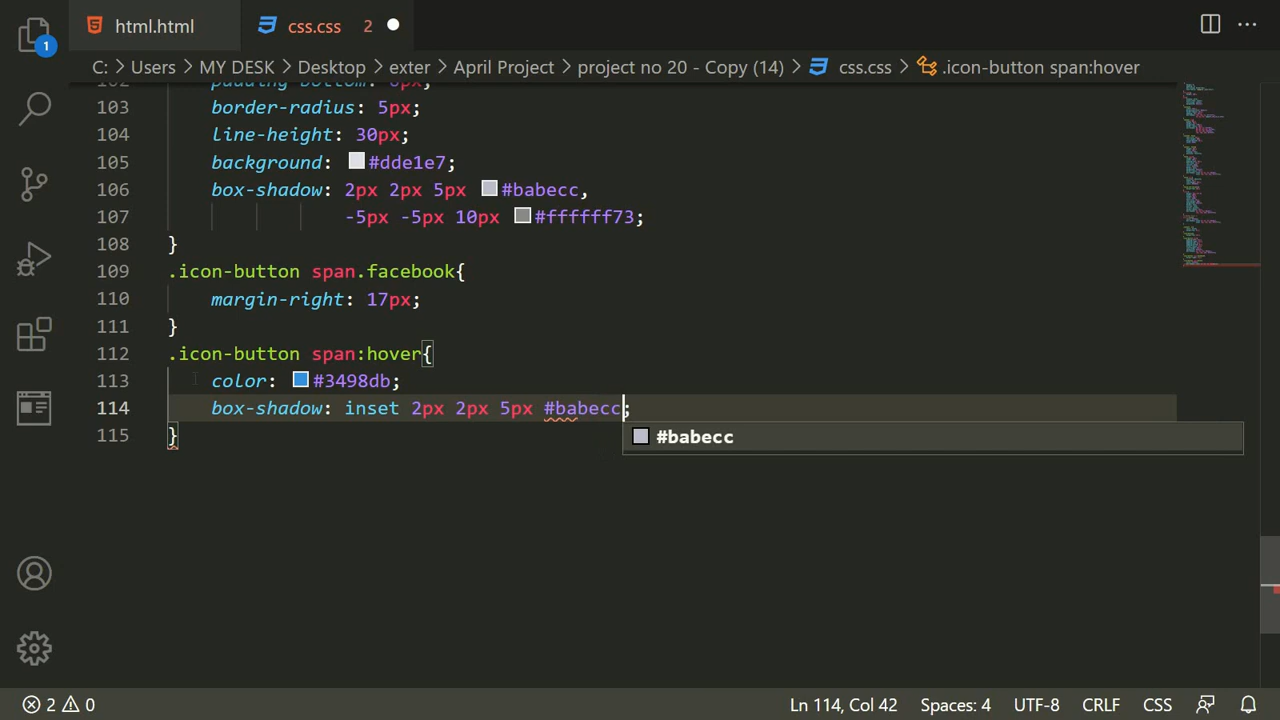 1
html.html
css.css 2
C: > Users > MY DESK > Desktop > exter > April Project > project no 20 - Copy (14) > css.css > .icon-button span:hover
103 border-radius: 5px;
104 line-height: 30px;
105 background: #dde1e7;
106 box-shadow: 2px 2px 5px #babecc,
107 -5px -5px 10px #ffffff73;
108 }
109 .icon-button span.facebook{
110 margin-right: 17px;
111 }
112 .icon-button span:hover{
113 color: #3498db;
114 box-shadow: inset 2px 2px 5px #babecc;
115 }
#babecc
2 0 Ln 114, Col 42 Spaces: 4 UTF-8 CRLF CSS